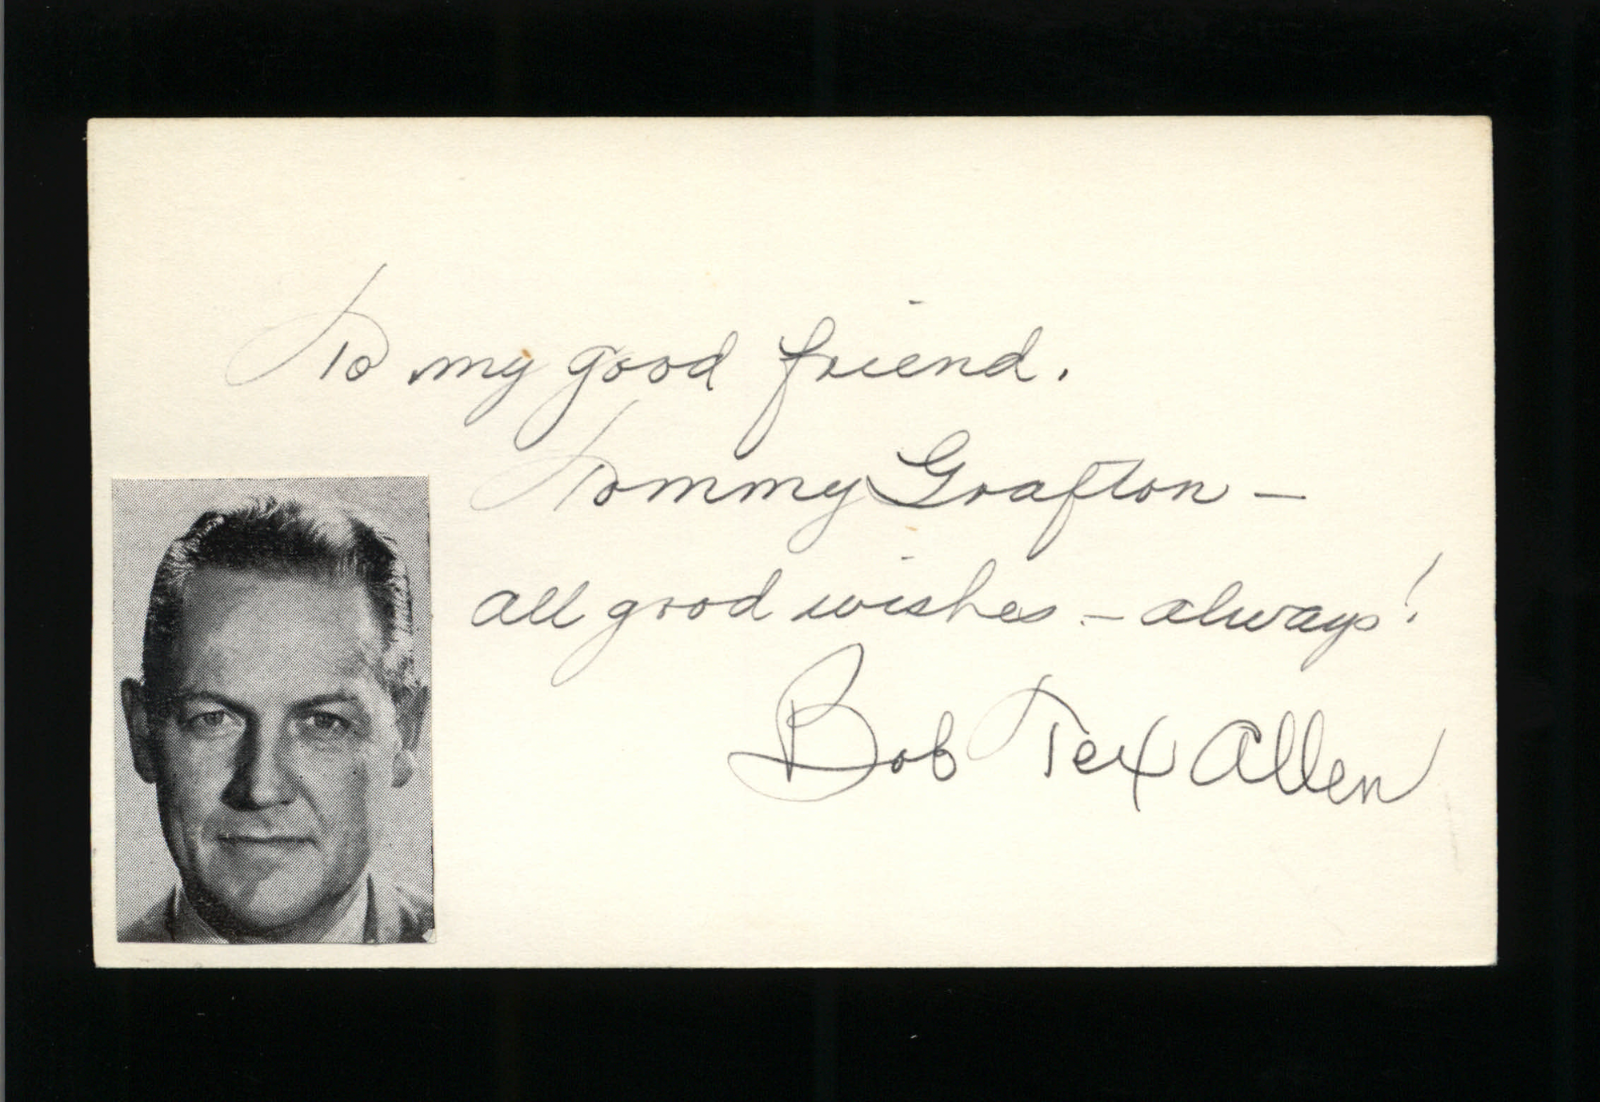 To my good friend.
Tommy Grafton —
all good wishes — always!
Bob Tex Allen